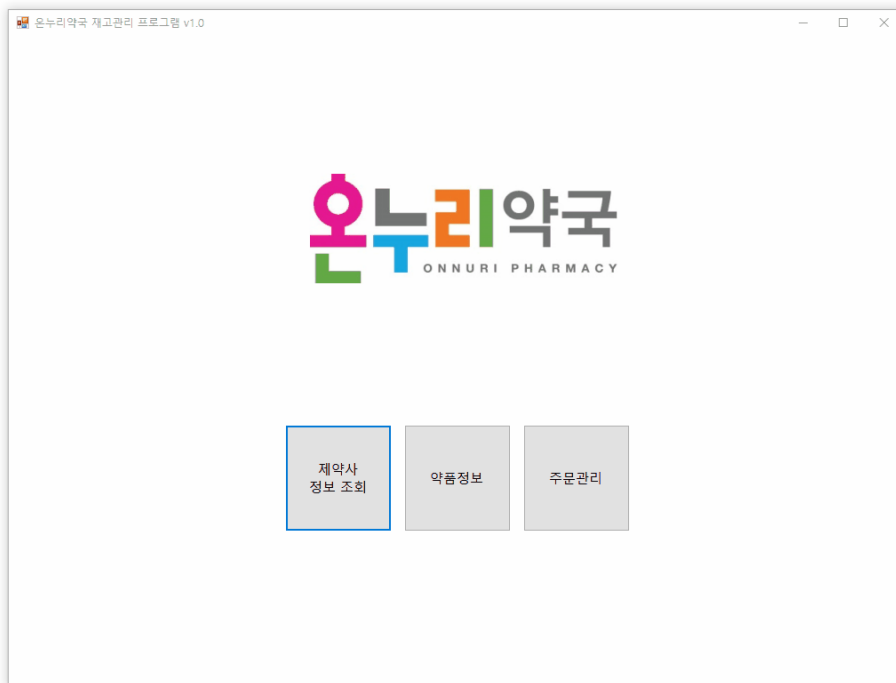 온누리약국 재고관리 프로그램 v1.0
온누리약국
ONNURI PHARMACY
제약사
정보 조회
약품정보
주문관리